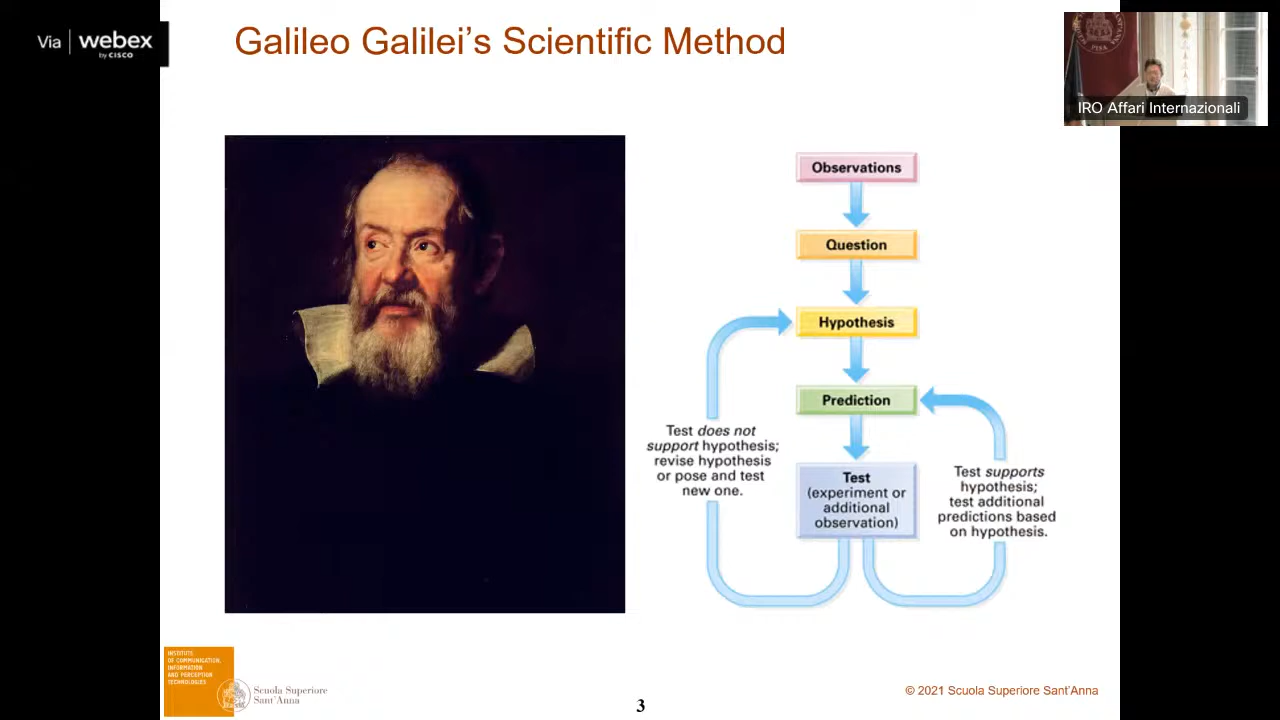 Via | webex
by CISCO
Galileo Galilei's Scientific Method
PISA
IRO Affari Internazionali
Observations
Question
Hypothesis
Prediction
Test
(experiment or
additional
observation)
Test does not
support hypothesis;
revise hypothesis
or pose and test
new one.
Test supports
hypothesis;
test additional
predictions based
on hypothesis.
INSTITUTE
OF COMMUNICATION,
INFORMATION
AND PERCEPTION
TECHNOLOGIES
Scuola Superiore
Sant'Anna
3
© 2021 Scuola Superiore Sant'Anna